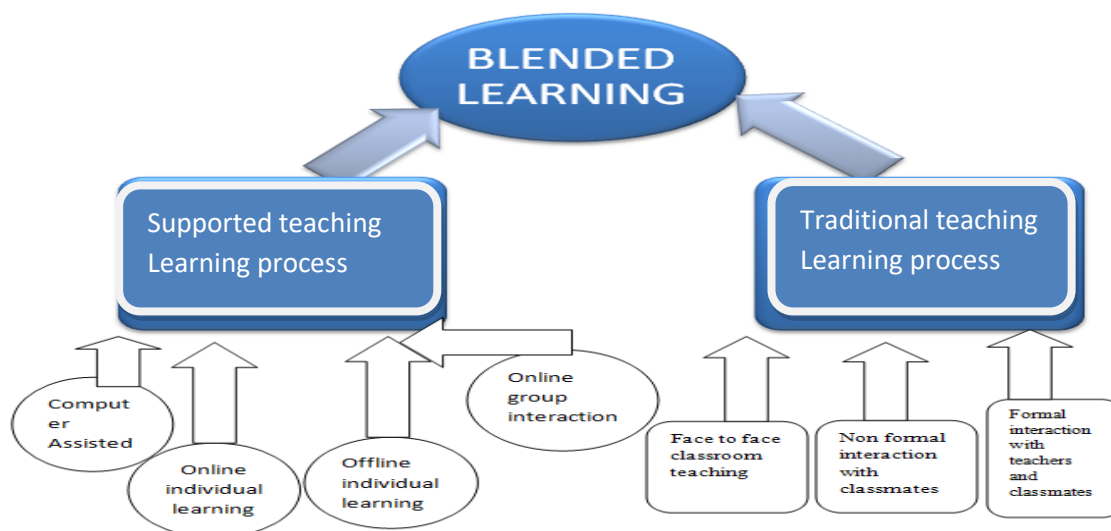 BLENDED
LEARNING
Supported teaching
Learning process
Traditional teaching
Learning process
Comput
er
Assisted
Online
individual
learning
Offline
individual
learning
Online
group
interaction
Face to face
classroom
teaching
Non formal
interaction
with
classmates
Formal
interaction
with
teachers
and
classmates